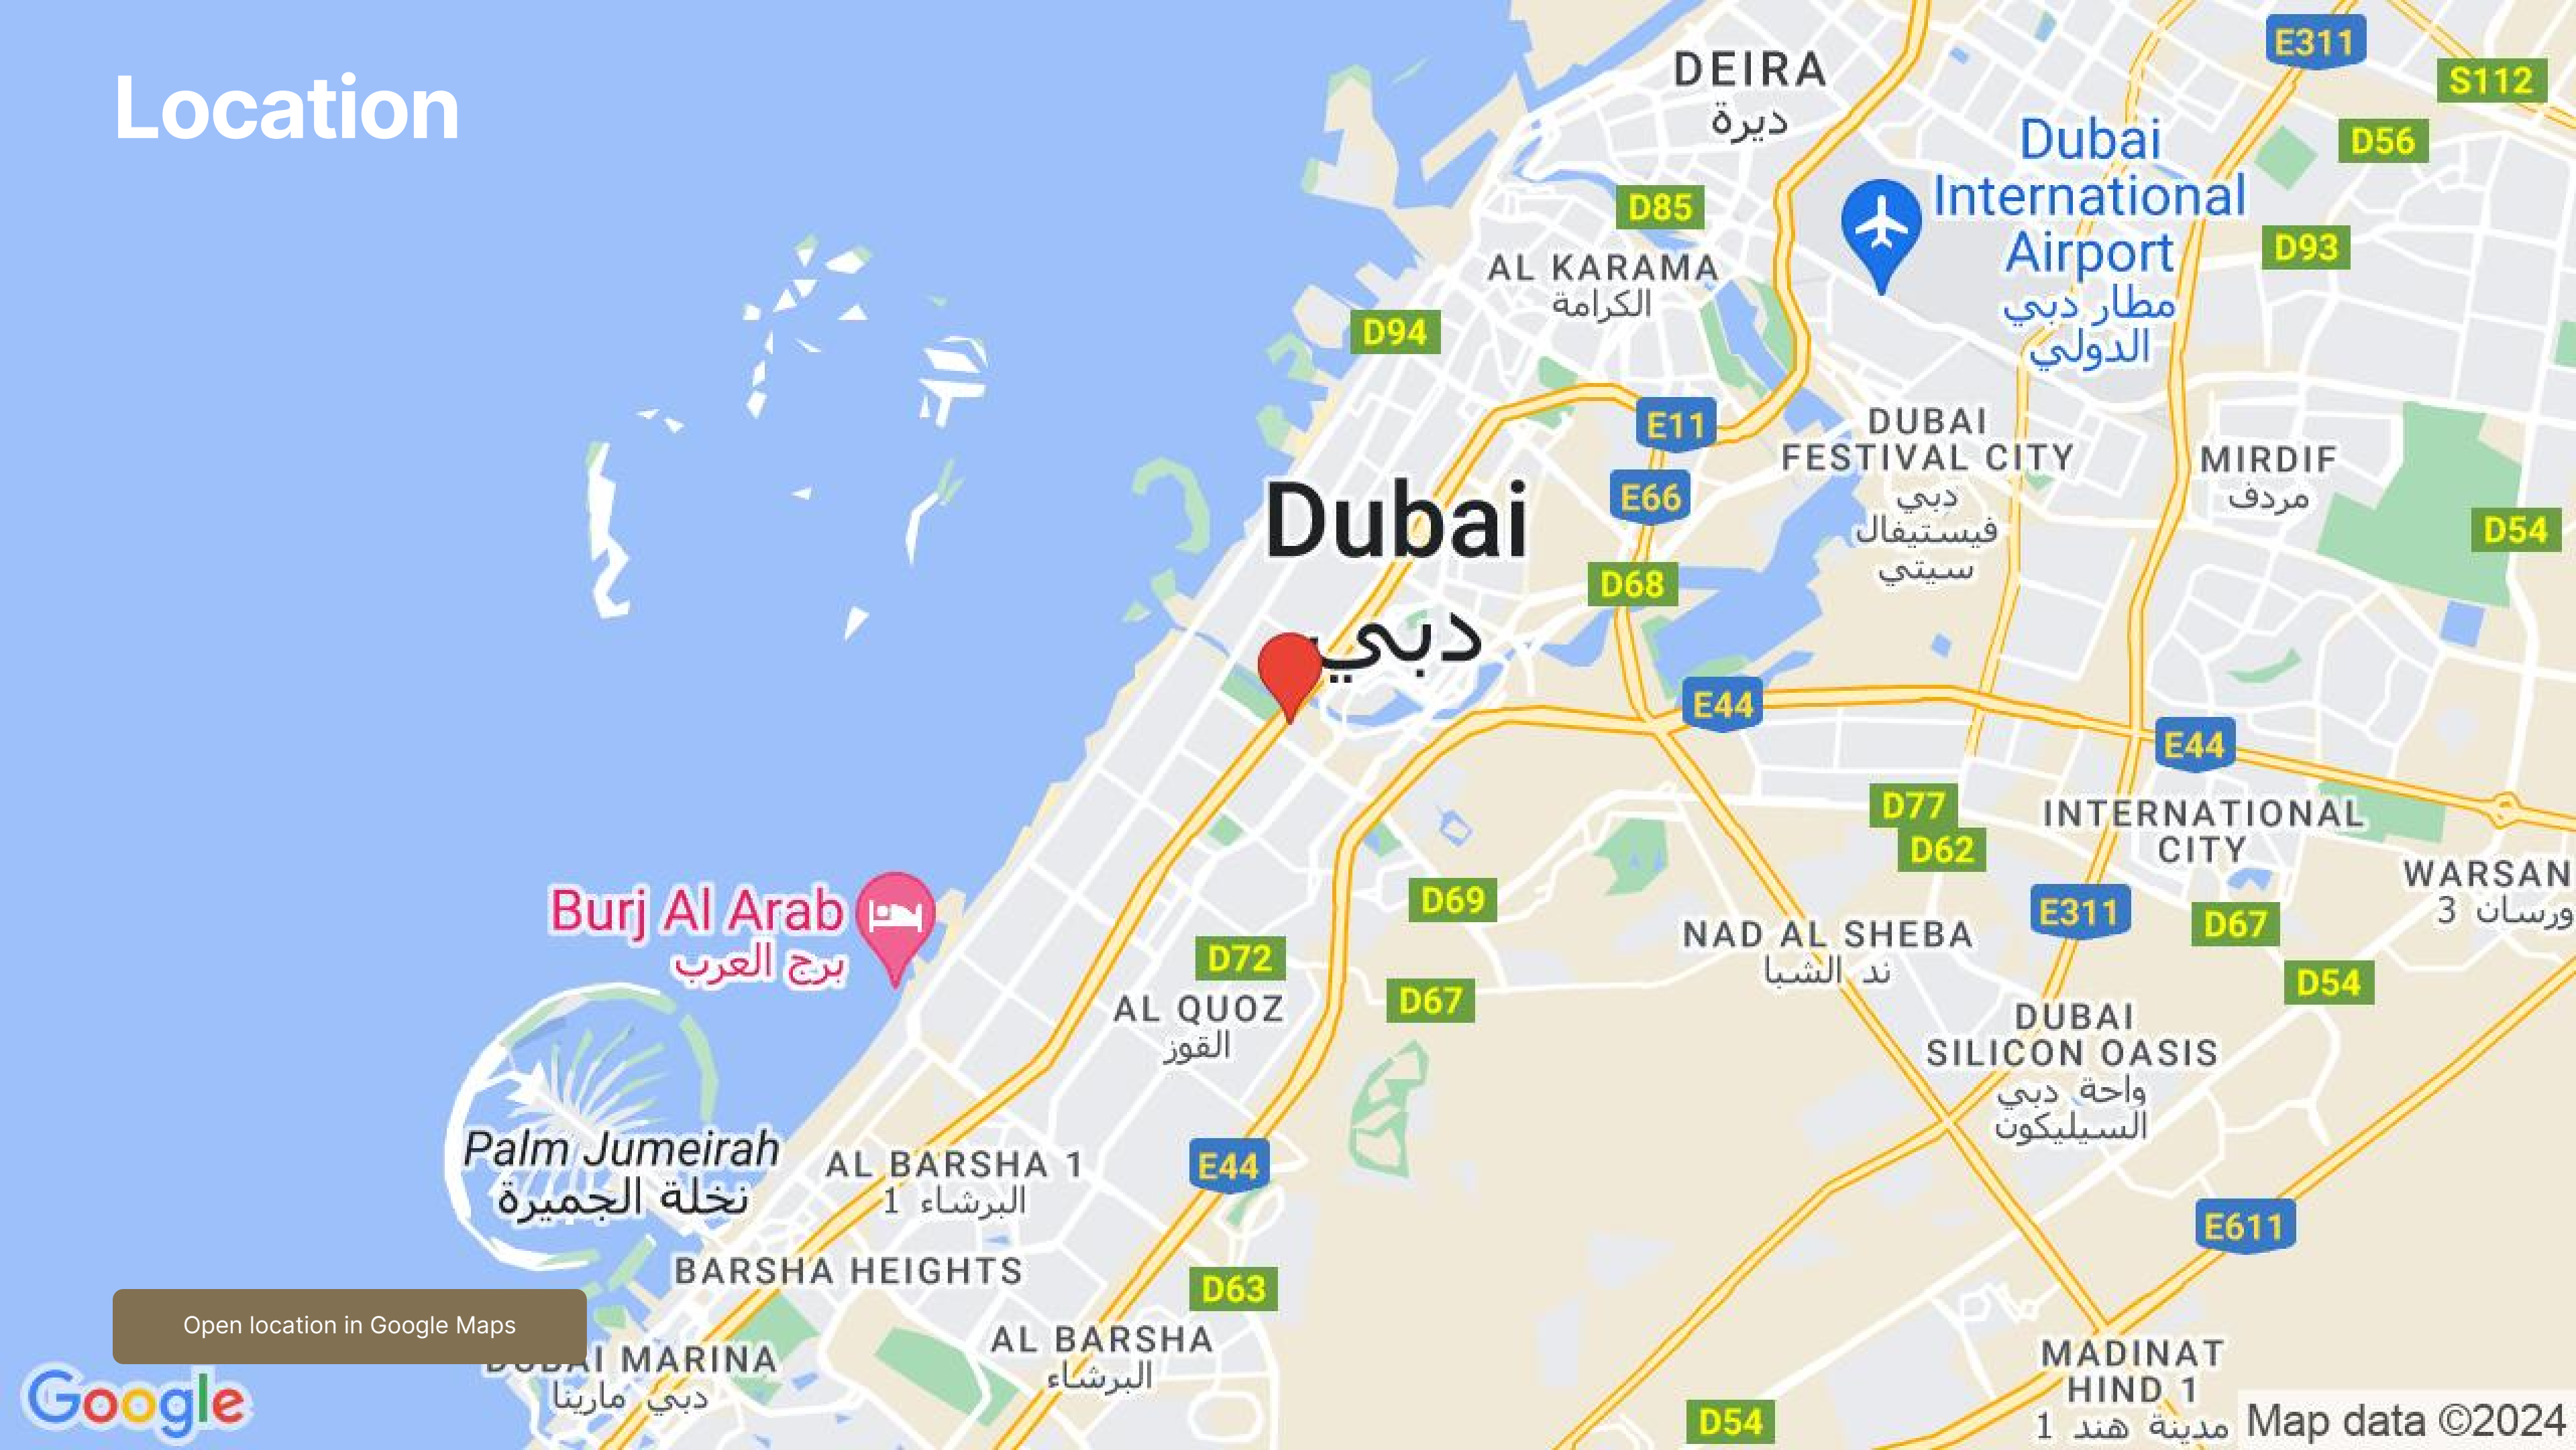 Location
DEIRA
ديرة
E311
S112
D56
Dubai
International
Airport
مطار دبي
الدولي
D85
D93
AL KARAMA
الكرامة
D94
E11
DUBAI
FESTIVAL CITY
دبي
فيستيفال
سيتي
MIRDIF
مردف
E66
D54
Dubai
دبي
D68
E44
E44
D77
D62
INTERNATIONAL
CITY
WARSAN
ورسان 3
Burj Al Arab
برج العرب
D69
E311
D67
NAD AL SHEBA
ند الشبا
D72
D67
D54
AL QUOZ
القوز
DUBAI
SILICON OASIS
واحة دبي
السيليكون
Palm Jumeirah
نخلة الجميرة
AL BARSHA 1
البرشاء 1
E44
E611
BARSHA HEIGHTS
D63
Open location in Google Maps
DUBAI MARINA
دبي مارينا
AL BARSHA
البرشاء
MADINAT
HIND 1
مدينة هند 1
D54
Google
Map data ©2024